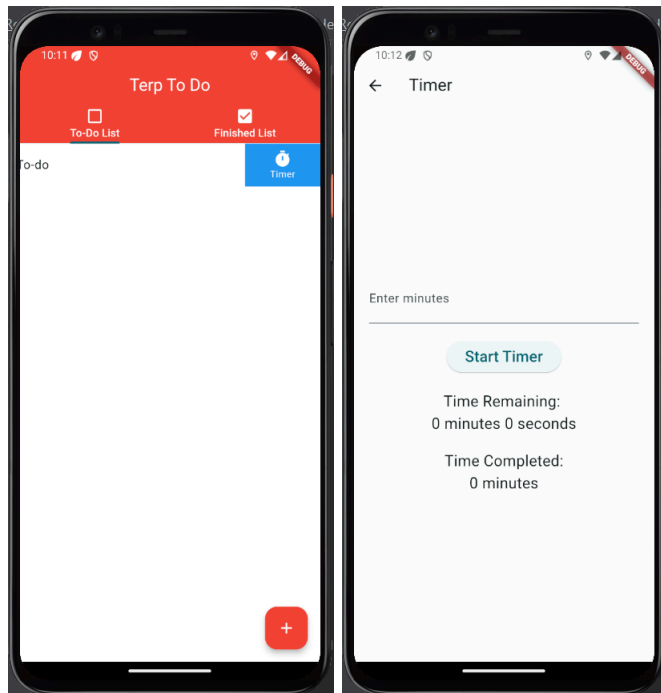 10:11
DEBUG
Terp To Do
To-Do List
Finished List
To-do
Timer
+
10:12
DEBUG
Timer
Enter minutes
Start Timer
Time Remaining:
0 minutes 0 seconds
Time Completed:
0 minutes